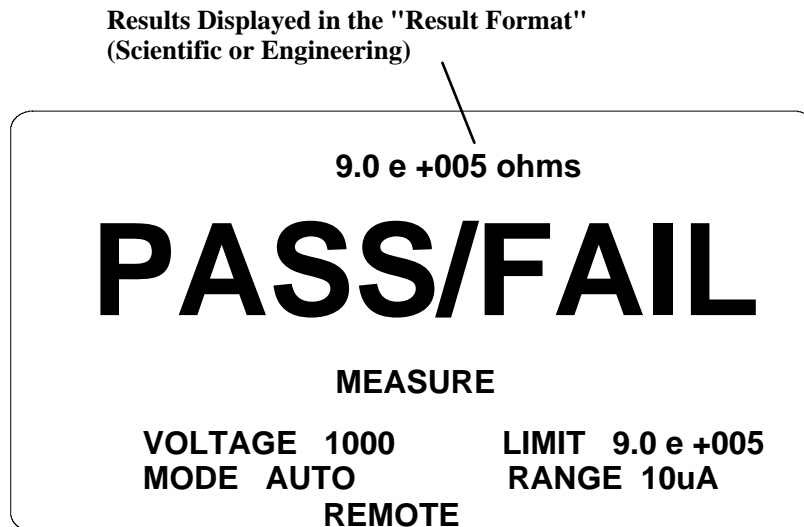 Results Displayed in the "Result Format"
(Scientific or Engineering)
9.0 e +005 ohms
PASS/FAIL
MEASURE
VOLTAGE 1000 LIMIT 9.0 e +005
MODE AUTO RANGE 10uA
REMOTE